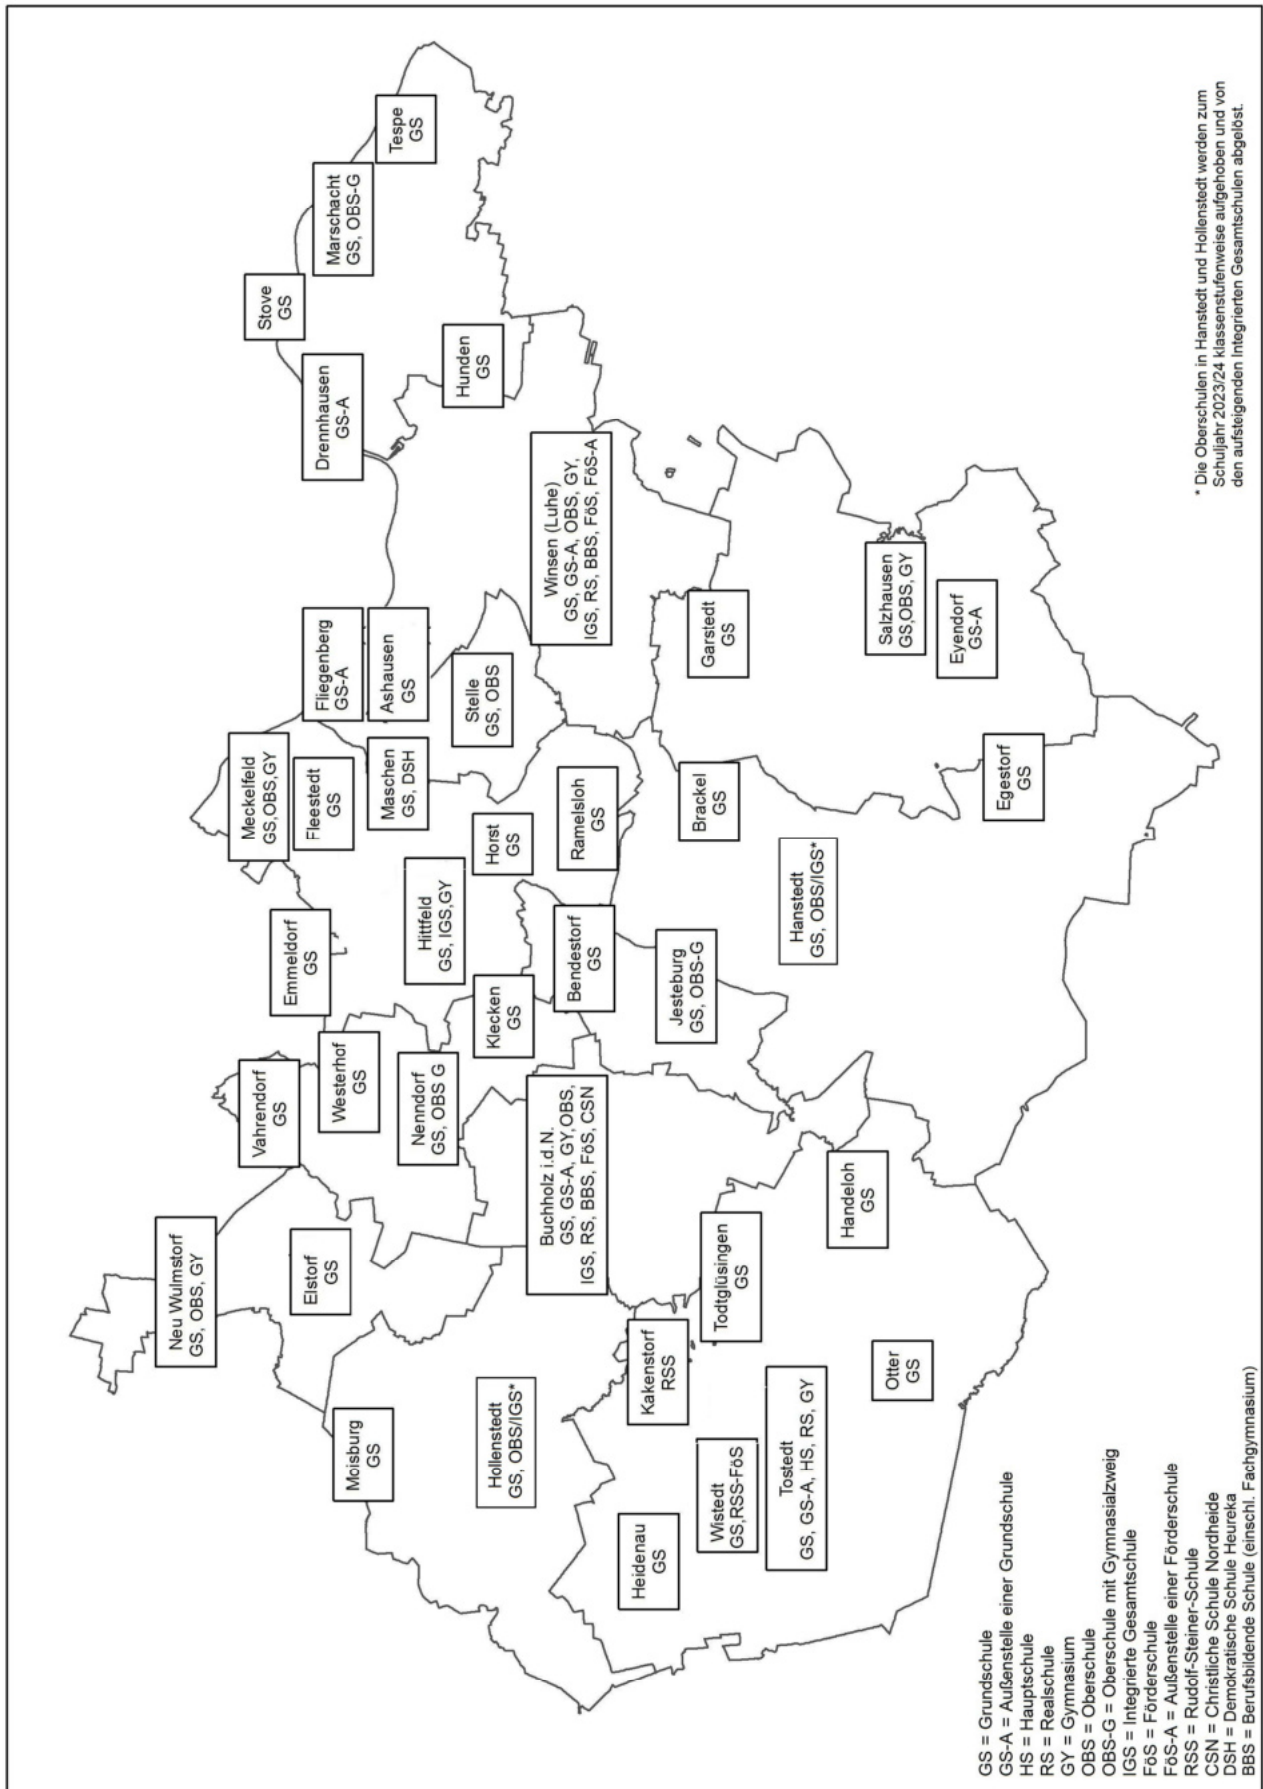 Neu Wulmstorf
GS, OBS, GY
Vahrendorf
GS
Meckelfeld
GS,OBS,GY
Stove
GS
Emmeldorf
GS
Elstorf
GS
Fleestedt
GS
Fliegenberg
GS-A
Drennhausen
GS-A
Marschacht
GS, OBS-G
Westerhof
GS
Moisburg
GS
Maschen
GS, DSH
Ashausen
GS
Tespe
GS
Nenndorf
GS, OBS G
Hittfeld
GS, IGS,GY
Stelle
GS, OBS
Hunden
GS
Hollenstedt
GS, OBS/IGS*
Klecken
GS
Horst
GS
Buchholz i.d.N.
GS, GS-A, GY, OBS,
IGS, RS, BBS, FöS, CSN
Bendestorf
GS
Ramelsloh
GS
Winsen (Luhe)
GS, GS-A, OBS, GY,
IGS, RS, BBS, FöS, FöS-A
Heidenau
GS
Kakenstorf
RSS
Jesteburg
GS, OBS-G
Brackel
GS
Garstedt
GS
Wistedt
GS,RSS-FöS
Todtglüsingen
GS
Tostedt
GS, GS-A, HS, RS, GY
Hanstedt
GS, OBS/IGS*
Handeloh
GS
Salzhausen
GS,OBS, GY
Otter
GS
Eyendorf
GS-A
Egestorf
GS
GS = Grundschule
GS-A = Außenstelle einer Grundschule
HS = Hauptschule
RS = Realschule
GY = Gymnasium
OBS = Oberschule
OBS-G = Oberschule mit Gymnasialzweig
IGS = Integrierte Gesamtschule
FöS = Förderschule
FöS-A = Außenstelle einer Förderschule
RSS = Rudolf-Steiner-Schule
CSN = Christliche Schule Nordheide
DSH = Demokratische Schule Heureka
BBS = Berufsbildende Schule (einschl. Fachgymnasium)
* Die Oberschulen in Hanstedt und Hollenstedt werden zum
Schuljahr 2023/24 klassenstufenweise aufgehoben und von
den aufsteigenden Integrierten Gesamtschulen abgelöst.